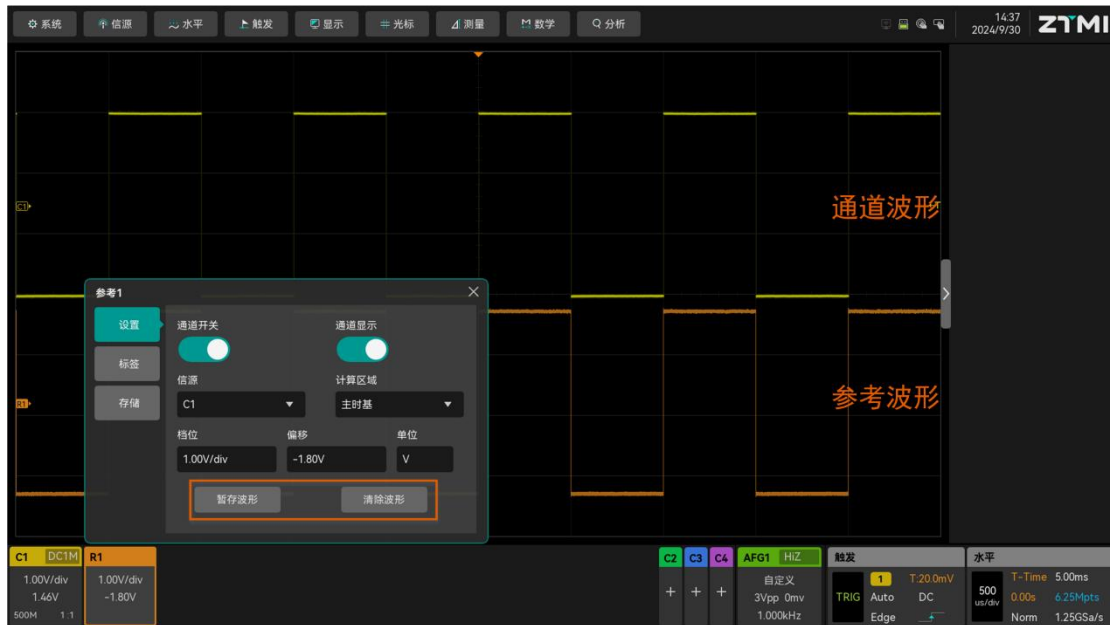 系统 信源 水平 触发 显示 光标 测量 数学 分析 14:37
2024/9/30 ZTMI
C1
通道波形
参考1
设置 通道开关 通道显示
标签 信源 计算区域
存储 C1 主时基
R1
参考波形
档位 偏移 单位
1.00V/div -1.80V V
暂存波形 清除波形
C1 DC1M R1 C2 C3 C4 AFG1 HiZ 触发 水平
1.00V/div 1.00V/div + + + 自定义 1 T:20.0mV 500 T-Time 5.00ms
1.46V -1.80V 3Vpp 0mv TRIG Auto DC us/div 0.00s 6.25Mpts
500M 1:1 1.000kHz Edge Norm 1.25GSa/s